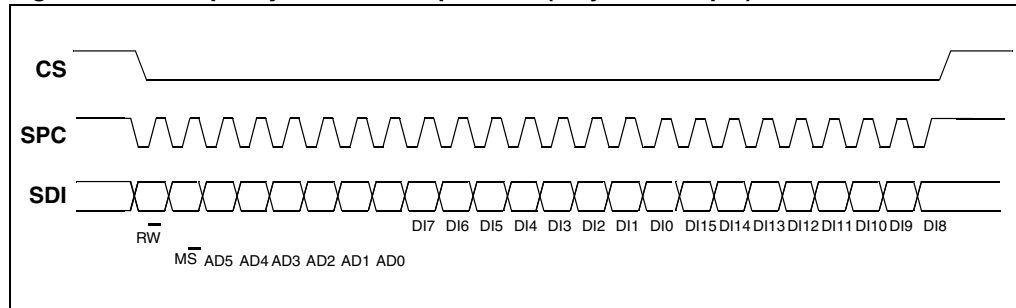 CS
SPC
SDI
DI7 DI6 DI5 DI4 DI3 DI2 DI1 DI0 DI15 DI14 DI13 DI12 DI11 DI10 DI9 DI8
RW
MS AD5 AD4 AD3 AD2 AD1 AD0